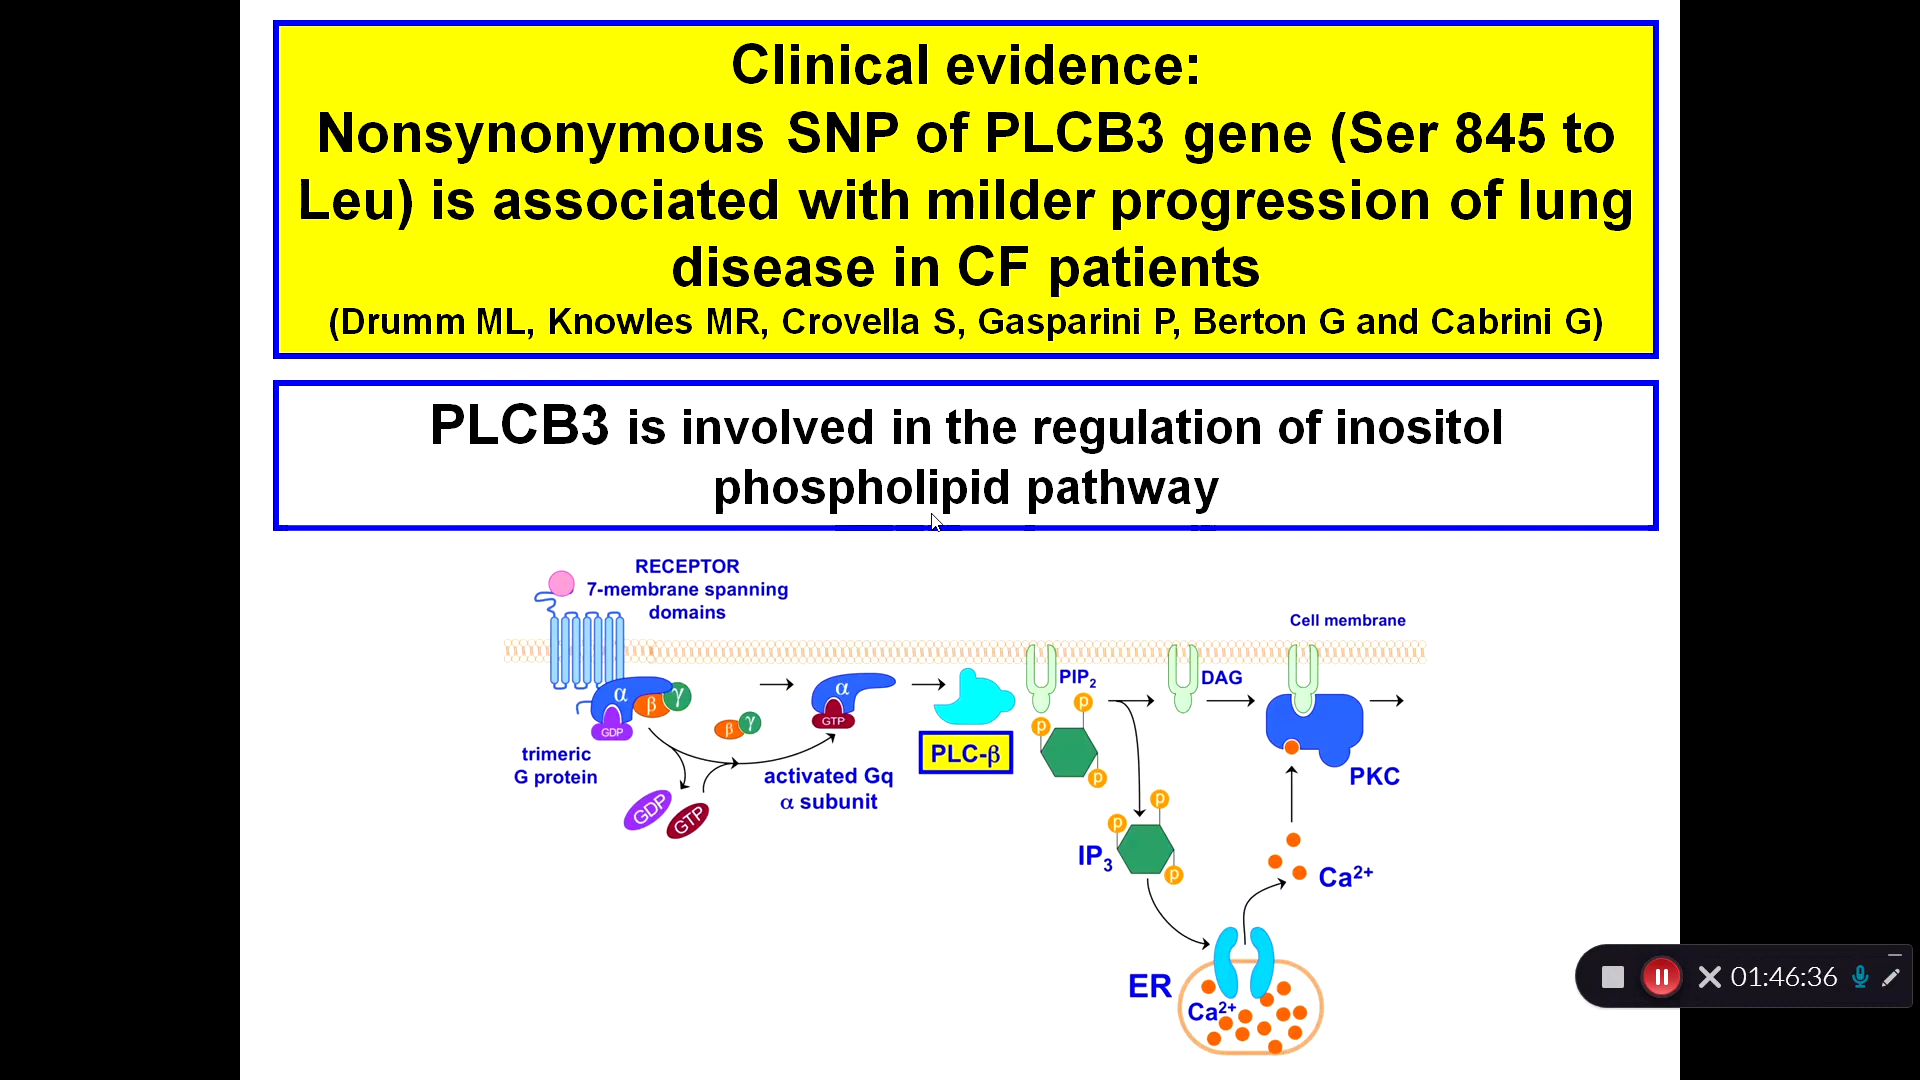 Clinical evidence:
Nonsynonymous SNP of PLCB3 gene (Ser 845 to
Leu) is associated with milder progression of lung
disease in CF patients
(Drumm ML, Knowles MR, Crovella S, Gasparini P, Berton G and Cabrini G)
PLCB3 is involved in the regulation of inositol
phospholipid pathway
RECEPTOR
7-membrane spanning
domains
Cell membrane
α
β
γ
GDP
β
γ
α
GTP
PIP2
DAG
p
p
p
trimeric
G protein
activated Gq
α subunit
PLC-β
PKC
GDP
GTP
p
p
p
IP3
Ca2+
ER
Ca2+
01:46:36